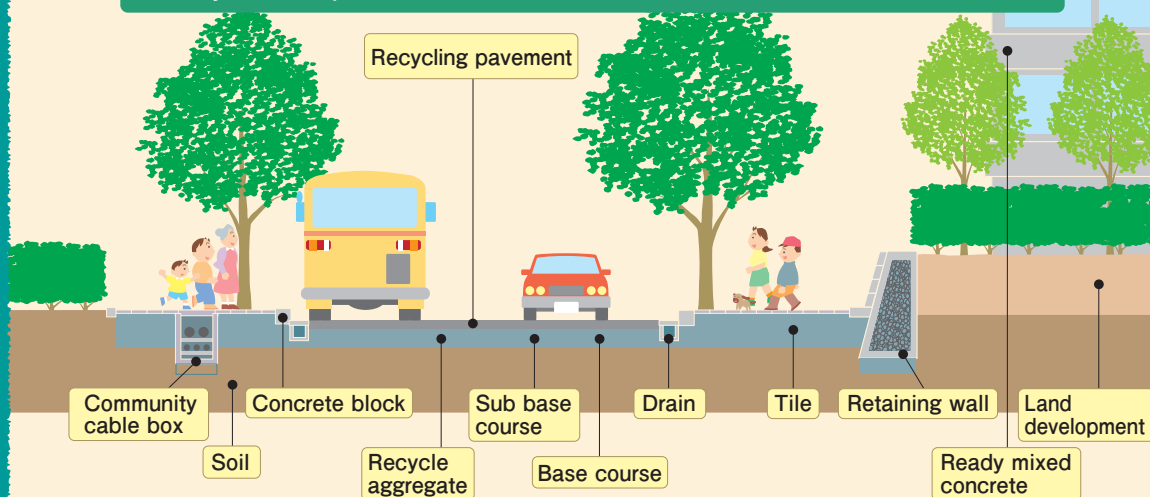 Recycling pavement
Community
cable box
Concrete block
Sub base
course
Drain
Tile
Retaining wall
Land
development
Soil
Recycle
aggregate
Base course
Ready mixed
concrete